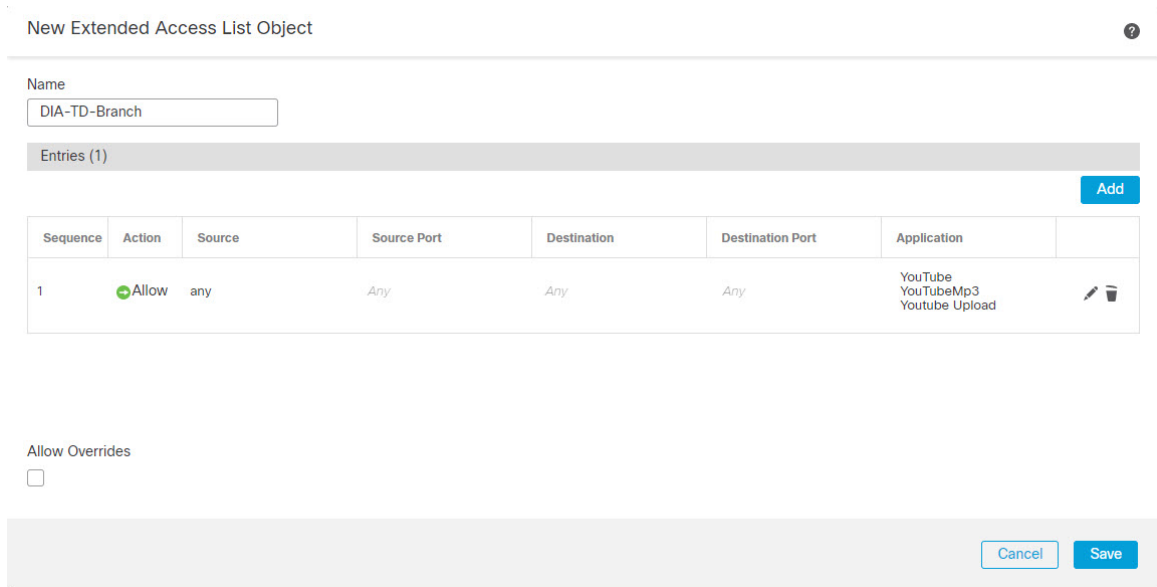 New Extended Access List Object
?
Name
DIA-TD-Branch
Entries (1)
Add
Sequence Action Source Source Port Destination Destination Port Application
1 Allow any Any Any Any YouTube
YouTubeMp3
Youtube Upload
Allow Overrides
Cancel Save